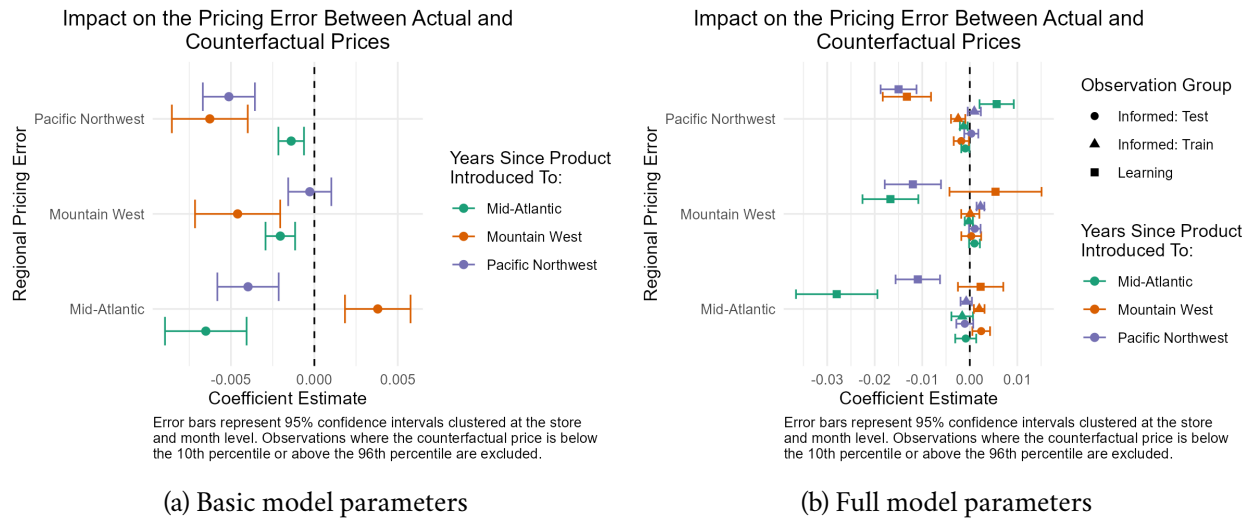 Impact on the Pricing Error Between Actual and
Counterfactual Prices
Regional Pricing Error
Pacific Northwest
Mountain West
Mid-Atlantic
-0.005
0.000
0.005
Coefficient Estimate
Years Since Product
Introduced To:
Mid-Atlantic
Mountain West
Pacific Northwest
Error bars represent 95% confidence intervals clustered at the store
and month level. Observations where the counterfactual price is below
the 10th percentile or above the 96th percentile are excluded.
(a) Basic model parameters
Impact on the Pricing Error Between Actual and
Counterfactual Prices
Regional Pricing Error
Pacific Northwest
Mountain West
Mid-Atlantic
-0.03
-0.02
-0.01
0.00
0.01
Coefficient Estimate
Observation Group
Informed: Test
Informed: Train
Learning
Years Since Product
Introduced To:
Mid-Atlantic
Mountain West
Pacific Northwest
Error bars represent 95% confidence intervals clustered at the store
and month level. Observations where the counterfactual price is below
the 10th percentile or above the 96th percentile are excluded.
(b) Full model parameters